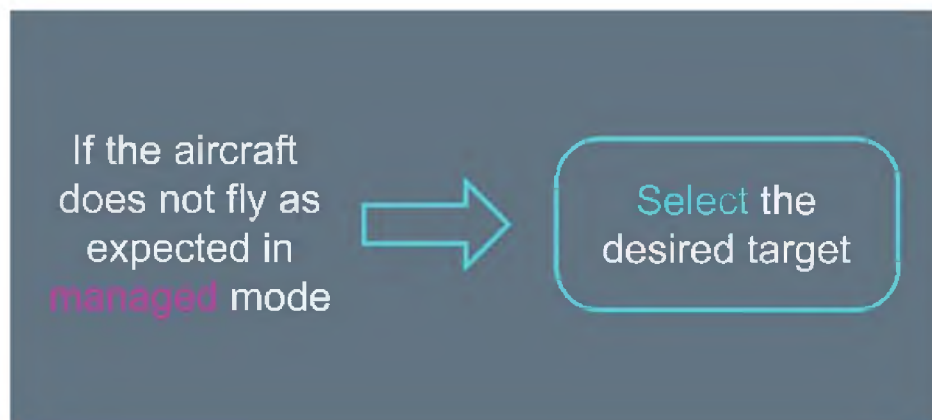 If the aircraft
does not fly as
expected in
managed mode
Select the
desired target